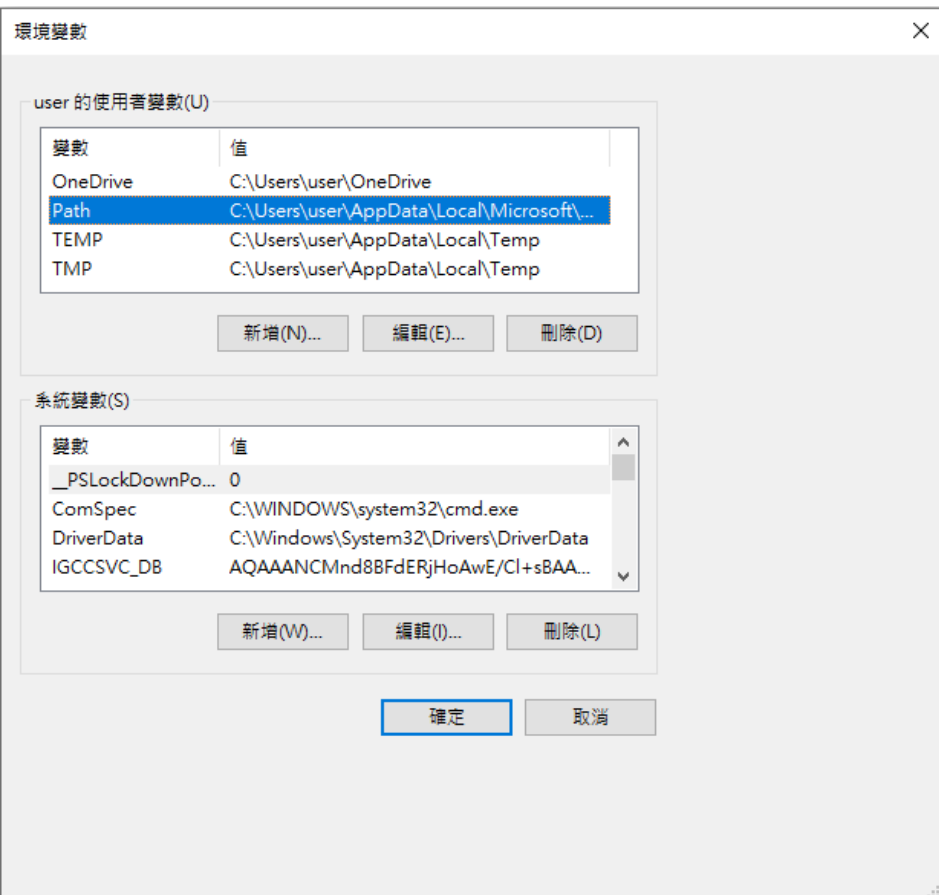 環境變數
user 的使用者變數(U)
變數 值
OneDrive C:\Users\user\OneDrive
Path C:\Users\user\AppData\Local\Microsoft\...
TEMP C:\Users\user\AppData\Local\Temp
TMP C:\Users\user\AppData\Local\Temp
新增(N)... 編輯(E)... 刪除(D)
系統變數(S)
變數 值
__PSLockDownPo... 0
ComSpec C:\WINDOWS\system32\cmd.exe
DriverData C:\Windows\System32\Drivers\DriverData
IGCCSVC_DB AQAAANCMnd8BFdERjHoAwE/Cl+sBAA...
新增(W)... 編輯(I)... 刪除(L)
確定 取消